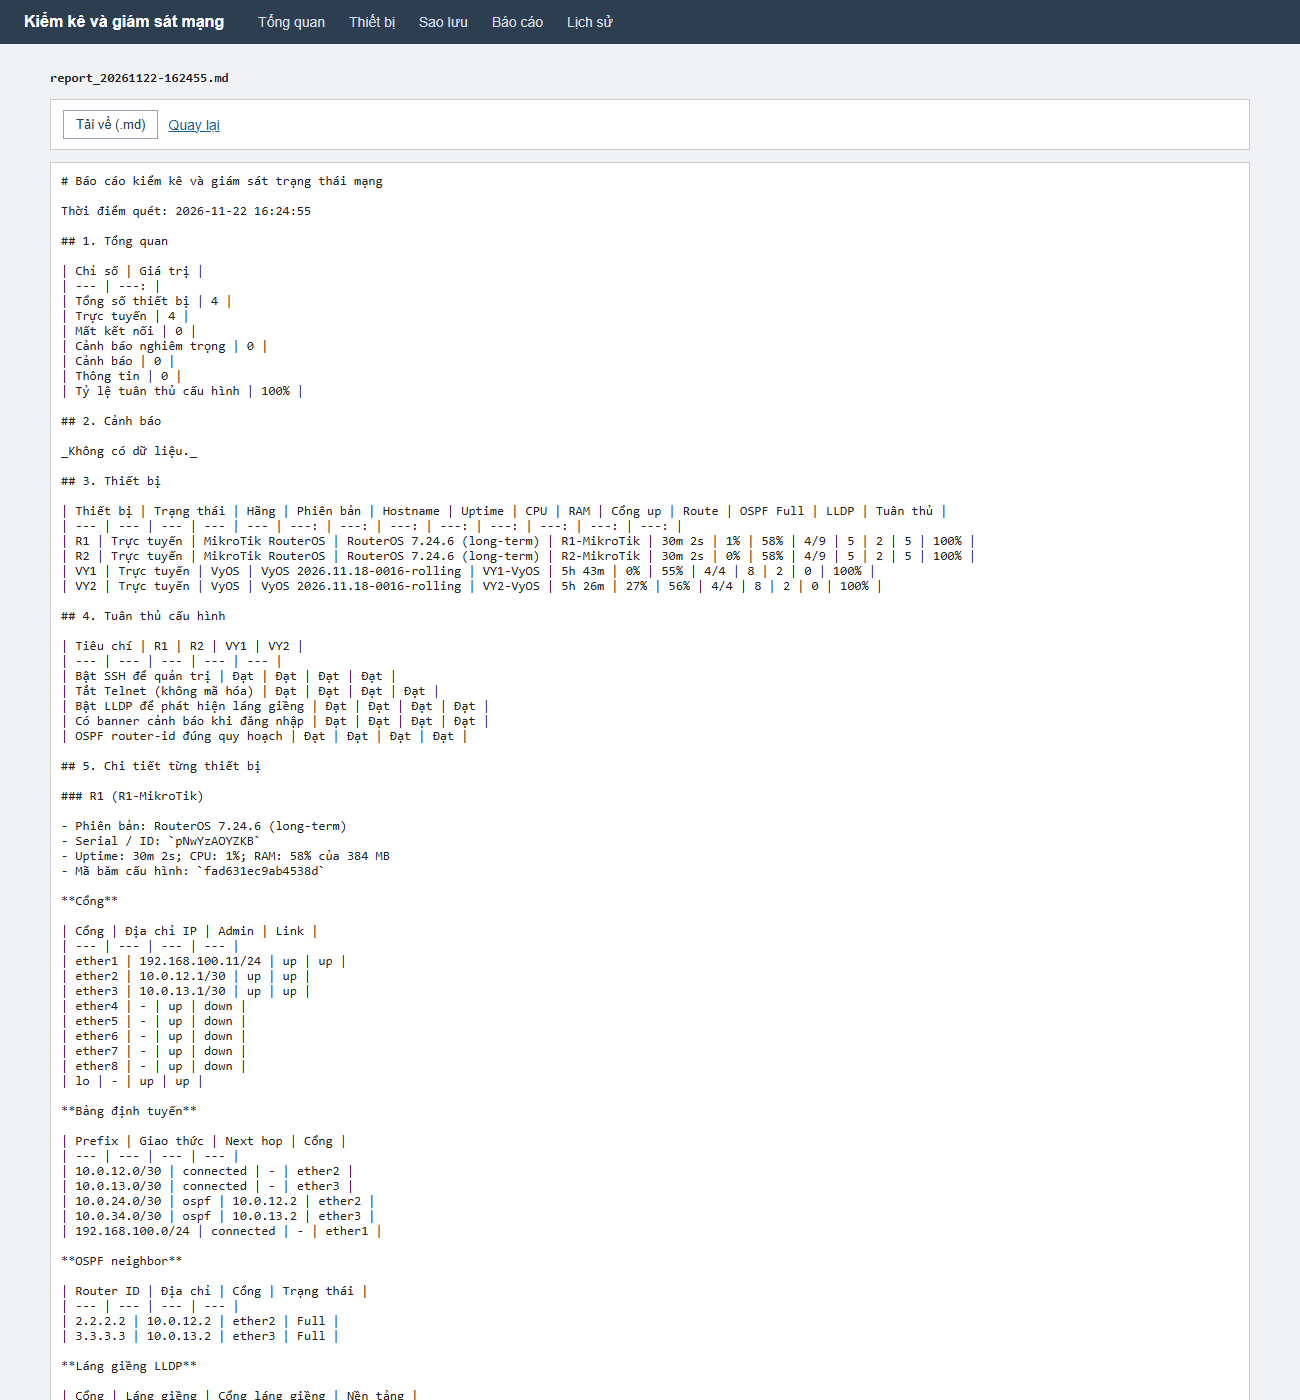 Kiểm kê và giám sát mạng Tổng quan Thiết bị Sao lưu Báo cáo Lịch sử
report_20261122-162455.md
Tải về (.md) Quay lại
# Báo cáo kiểm kê và giám sát trạng thái mạng
Thời điểm quét: 2026-11-22 16:24:55
## 1. Tổng quan
| Chỉ số | Giá trị |
| --- | ---: |
| Tổng số thiết bị | 4 |
| Trực tuyến | 4 |
| Mất kết nối | 0 |
| Cảnh báo nghiêm trọng | 0 |
| Cảnh báo | 0 |
| Thông tin | 0 |
| Tỷ lệ tuân thủ cấu hình | 100% |
## 2. Cảnh báo
_Không có dữ liệu._
## 3. Thiết bị
| Thiết bị | Trạng thái | Hãng | Phiên bản | Hostname | Uptime | CPU | RAM | Cổng up | Route | OSPF Full | LLDP | Tuân thủ |
| --- | --- | --- | --- | --- | ---: | ---: | ---: | ---: | ---: | ---: | ---: | ---: |
| R1 | Trực tuyến | MikroTik RouterOS | RouterOS 7.24.6 (long-term) | R1-MikroTik | 30m 2s | 1% | 58% | 4/9 | 5 | 2 | 5 | 100% |
| R2 | Trực tuyến | MikroTik RouterOS | RouterOS 7.24.6 (long-term) | R2-MikroTik | 30m 2s | 0% | 58% | 4/9 | 5 | 2 | 5 | 100% |
| VY1 | Trực tuyến | VyOS | VyOS 2026.11.18-0016-rolling | VY1-VyOS | 5h 43m | 0% | 55% | 4/4 | 8 | 2 | 0 | 100% |
| VY2 | Trực tuyến | VyOS | VyOS 2026.11.18-0016-rolling | VY2-VyOS | 5h 26m | 27% | 56% | 4/4 | 8 | 2 | 0 | 100% |
## 4. Tuân thủ cấu hình
| Tiêu chí | R1 | R2 | VY1 | VY2 |
| --- | --- | --- | --- | --- |
| Bật SSH để quản trị | Đạt | Đạt | Đạt | Đạt |
| Tắt Telnet (không mã hóa) | Đạt | Đạt | Đạt | Đạt |
| Bật LLDP để phát hiện láng giềng | Đạt | Đạt | Đạt | Đạt |
| Có banner cảnh báo khi đăng nhập | Đạt | Đạt | Đạt | Đạt |
| OSPF router-id đúng quy hoạch | Đạt | Đạt | Đạt | Đạt |
## 5. Chi tiết từng thiết bị
### R1 (R1-MikroTik)
- Phiên bản: RouterOS 7.24.6 (long-term)
- Serial / ID: `pNwYzAOYZKB`
- Uptime: 30m 2s; CPU: 1%; RAM: 58% của 384 MB
- Mã băm cấu hình: `fad631ec9ab4538d`
**Cổng**
| Cổng | Địa chỉ IP | Admin | Link |
| --- | --- | --- | --- |
| ether1 | 192.168.100.11/24 | up | up |
| ether2 | 10.0.12.1/30 | up | up |
| ether3 | 10.0.13.1/30 | up | up |
| ether4 | - | up | down |
| ether5 | - | up | down |
| ether6 | - | up | down |
| ether7 | - | up | down |
| ether8 | - | up | down |
| lo | - | up | up |
**Bảng định tuyến**
| Prefix | Giao thức | Next hop | Cổng |
| --- | --- | --- | --- |
| 10.0.12.0/30 | connected | - | ether2 |
| 10.0.13.0/30 | connected | - | ether3 |
| 10.0.24.0/30 | ospf | 10.0.12.2 | ether2 |
| 10.0.34.0/30 | ospf | 10.0.13.2 | ether3 |
| 192.168.100.0/24 | connected | - | ether1 |
**OSPF neighbor**
| Router ID | Địa chỉ | Cổng | Trạng thái |
| --- | --- | --- | --- |
| 2.2.2.2 | 10.0.12.2 | ether2 | Full |
| 3.3.3.3 | 10.0.13.2 | ether3 | Full |
**Láng giềng LLDP**
| Cổng | Láng giềng | Cổng láng giềng | Nền tảng |